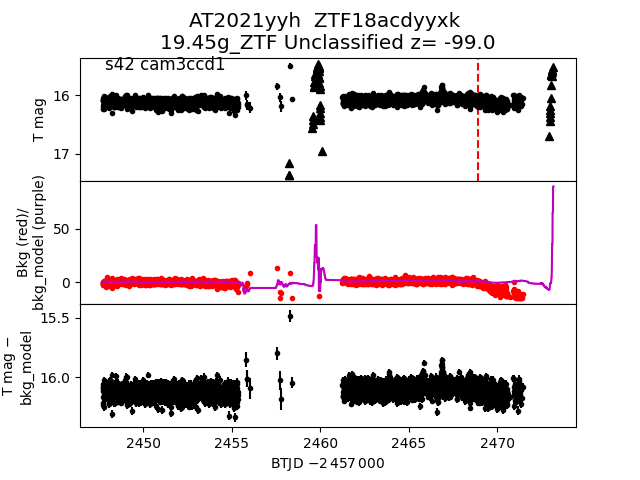 AT2021yyh  ZTF18acdyyxk
19.45g_ZTF Unclassified z= -99.0
s42 cam3ccd1
T mag
16
17
Bkg (red)/
bkg_model (purple)
50
0
T mag −
bkg_model
15.5
16.0
2450 2455 2460 2465 2470
BTJD −2 457 000